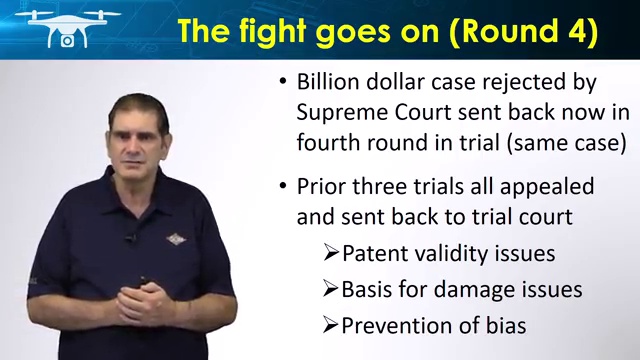 The fight goes on (Round 4)
• Billion dollar case rejected by
Supreme Court sent back now in
fourth round in trial (same case)
• Prior three trials all appealed
and sent back to trial court
➢Patent validity issues
➢Basis for damage issues
➢Prevention of bias